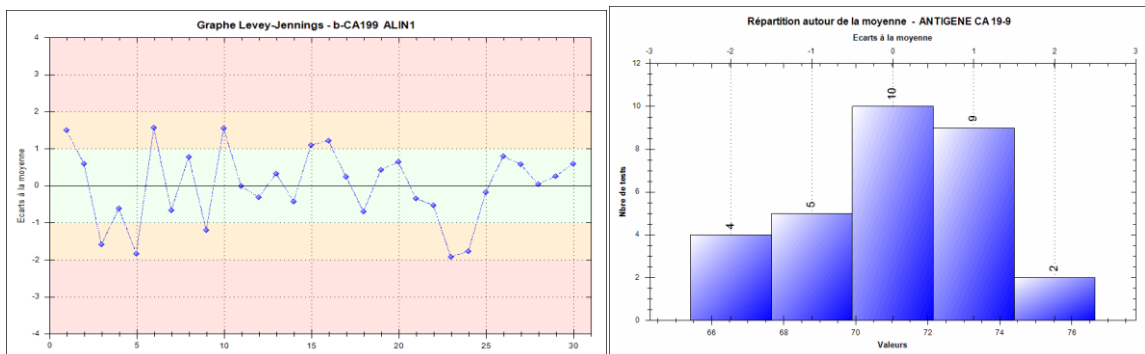 Graphe Levey-Jennings - b-CA199 ALIN1
Ecarts à la moyenne
4
3
2
1
0
-1
-2
-3
-4
0 5 10 15 20 25 30
Répartition autour de la moyenne - ANTIGENE CA 19-9
Ecarts à la moyenne
-3 -2 -1 0 1 2 3
Nbre de tests
12
10
8
6
4
2
0
4 5 10 9 2
66 68 70 72 74 76
Valeurs